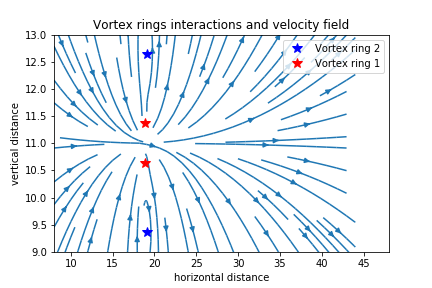 Vortex rings interactions and velocity field
Vortex ring 2
Vortex ring 1
vertical distance
13.0
12.5
12.0
11.5
11.0
10.5
10.0
9.5
9.0
10 15 20 25 30 35 40 45
horizontal distance